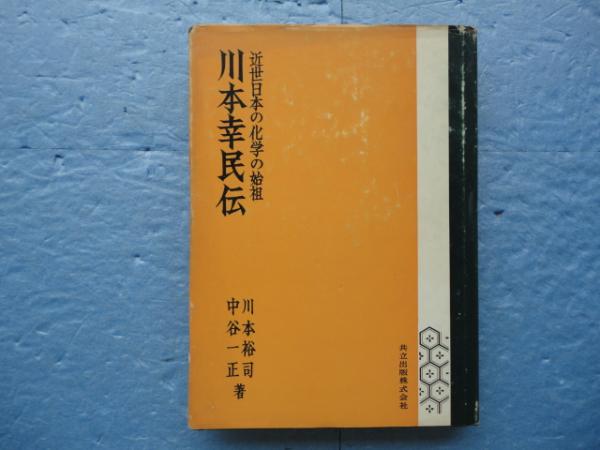 近世日本の化学の始祖
川本幸民伝
川本裕司
中谷一正
著
共立出版株式会社